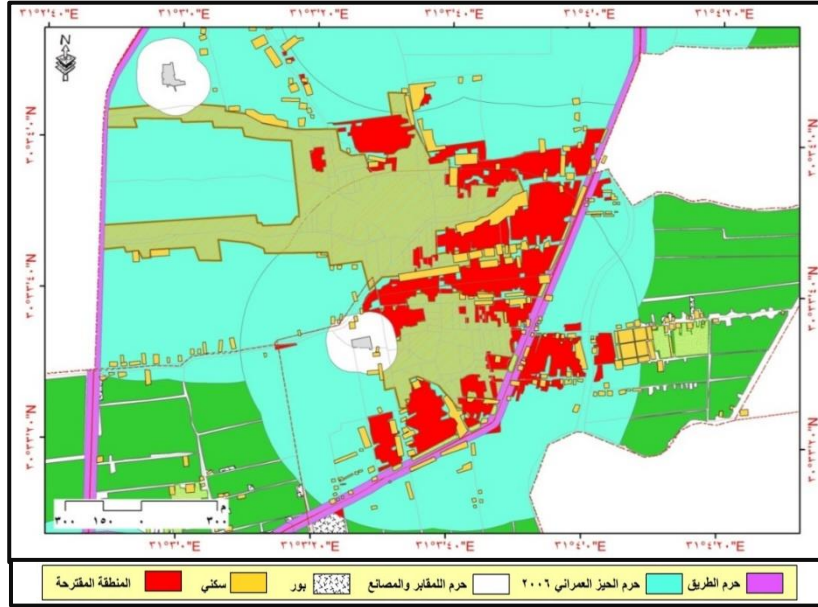 ٣١°٢'٤٠"E ٣١°٣'٠"E ٣١°٣'٢٠"E ٣١°٣'٤٠"E ٣١°٤'٠"E ٣١°٤'٢٠"E
N
م
٣٠٠ ١٥٠ ٠ ٣٠٠
٣١°٣'٠"E ٣١°٣'٢٠"E ٣١°٣'٤٠"E ٣١°٤'٠"E ٣١°٤'٢٠"E
حرم الطريق حرم الحيز العمراني ٢٠٠٦ حرم اللمقابر والمصانع بور سكني المنطقة المقترحة